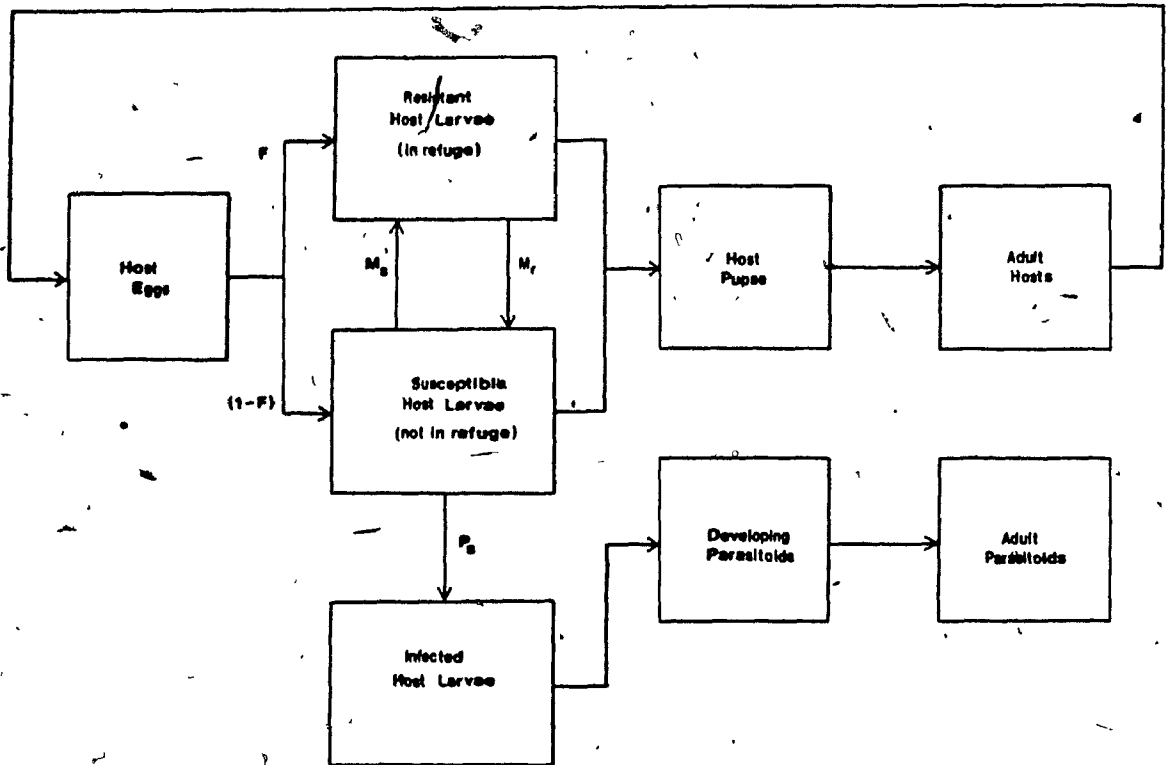 Resistant
Host Larvae
(in refuge)
F
Host
Eggs
Ms
Mr
Host
Pupae
Adult
Hosts
(1-F)
Susceptible
Host Larvae
(not in refuge)
Ps
Developing
Parasitoids
Adult
Parasitoids
Infected
Host Larvae